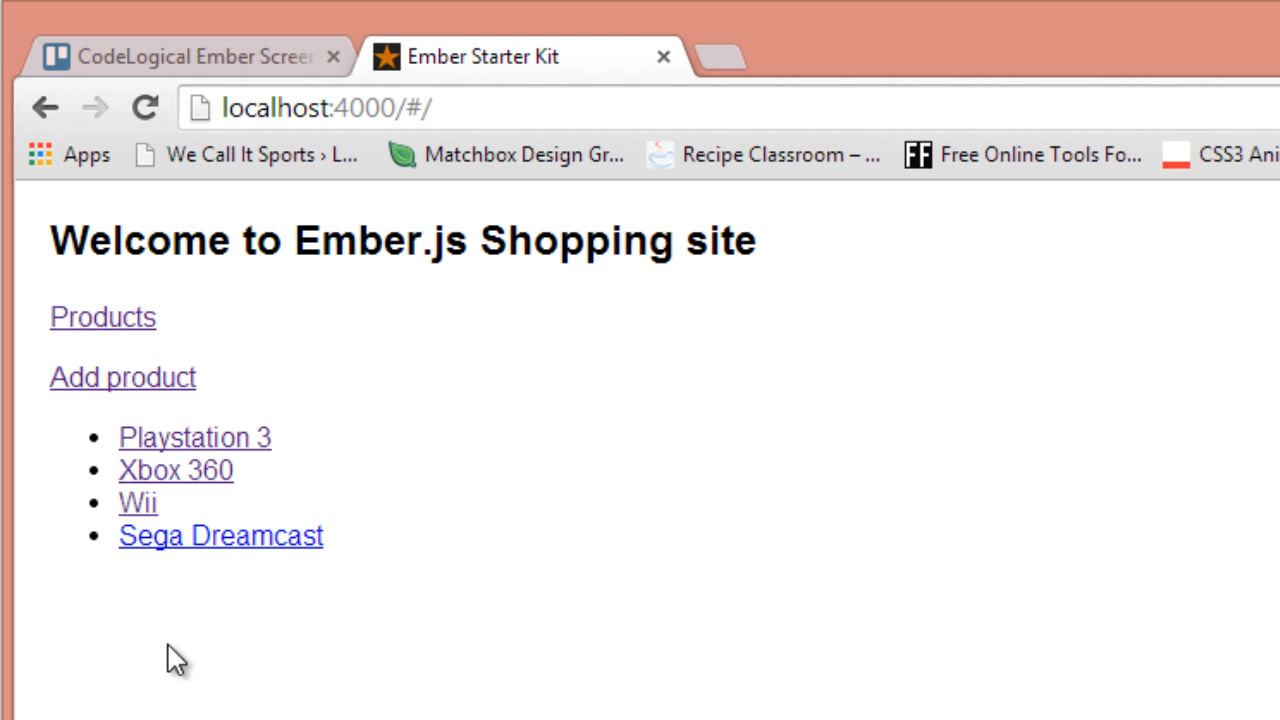 CodeLogical Ember Screen
Ember Starter Kit
localhost:4000/#/
Apps We Call It Sports › L... Matchbox Design Gr... Recipe Classroom – ... FF Free Online Tools Fo... CSS3 Ani
Welcome to Ember.js Shopping site
Products
Add product
Playstation 3
Xbox 360
Wii
Sega Dreamcast